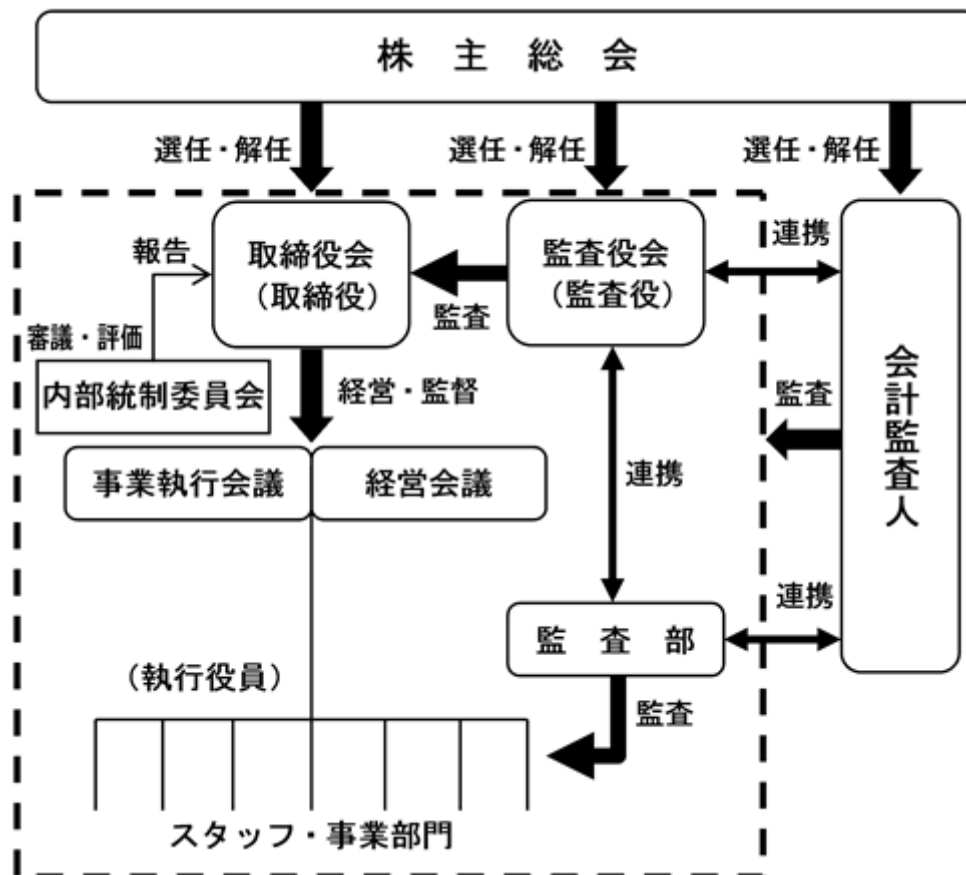 株主総会
選任・解任
選任・解任
選任・解任
取締役会
（取締役）
監査役会
（監査役）
連携
報告
監査
審議・評価
内部統制委員会
経営・監督
会計監査人
監査
事業執行会議
経営会議
連携
連携
監査部
（執行役員）
監査
スタッフ・事業部門